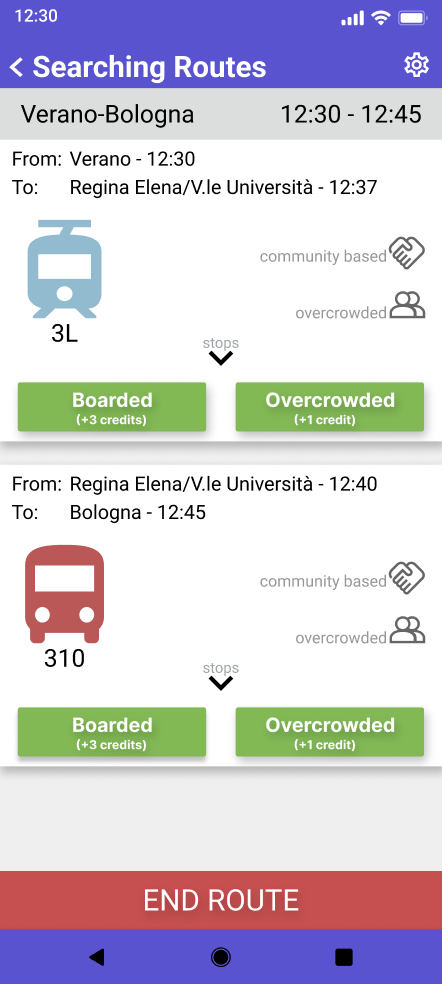 12:30
Searching Routes
Verano-Bologna 12:30 - 12:45
From: Verano - 12:30
To: Regina Elena/V.le Università - 12:37
community based
overcrowded
3L
stops
Boarded
(+3 credits)
Overcrowded
(+1 credit)
From: Regina Elena/V.le Università - 12:40
To: Bologna - 12:45
community based
overcrowded
310
stops
Boarded
(+3 credits)
Overcrowded
(+1 credit)
END ROUTE